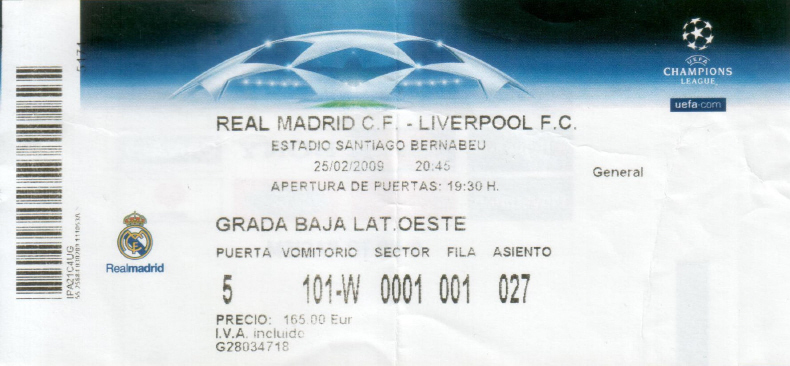 UEFA
CHAMPIONS
LEAGUE
uefa.com
REAL MADRID C.F. - LIVERPOOL F.C.
ESTADIO SANTIAGO BERNABEU
25/02/2009 20:45
General
APERTURA DE PUERTAS: 19:30 H.
GRADA BAJA LAT.OESTE
PUERTA VOMITORIO SECTOR FILA ASIENTO
5 101-W 0001 001 027
Realmadrid
PRECIO: 165.00 Eur
I.V.A. incluido
G28034718
5174
IPA21C4UG